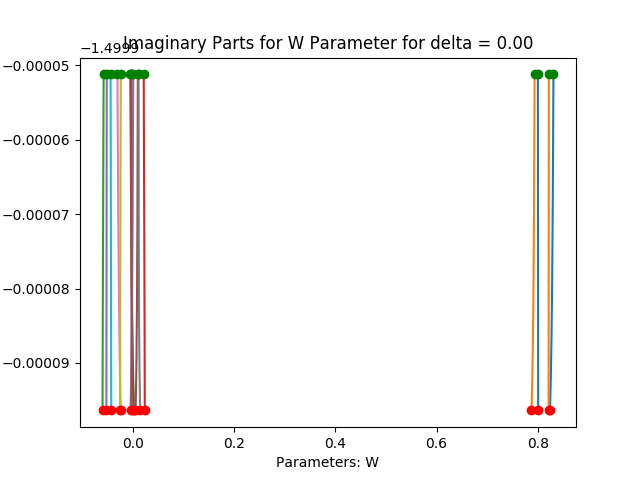 Imaginary Parts for W Parameter for delta = 0.00
−1.4999
−0.00005
−0.00006
−0.00007
−0.00008
−0.00009
0.0 0.2 0.4 0.6 0.8
Parameters: W